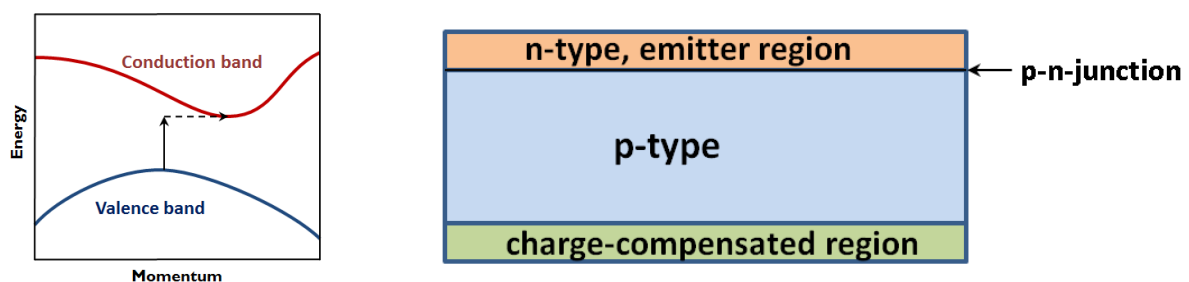 Conduction band
Energy
Valence band
Momentum
n-type, emitter region
p-n-junction
p-type
charge-compensated region